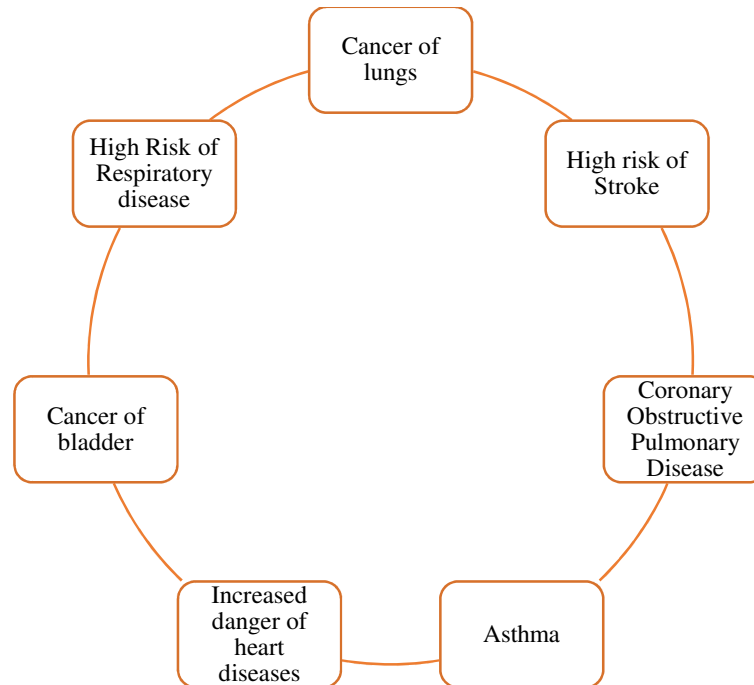 Cancer of
lungs
High risk of
Stroke
Coronary
Obstructive
Pulmonary
Disease
Asthma
Increased
danger of
heart
diseases
Cancer of
bladder
High Risk of
Respiratory
disease